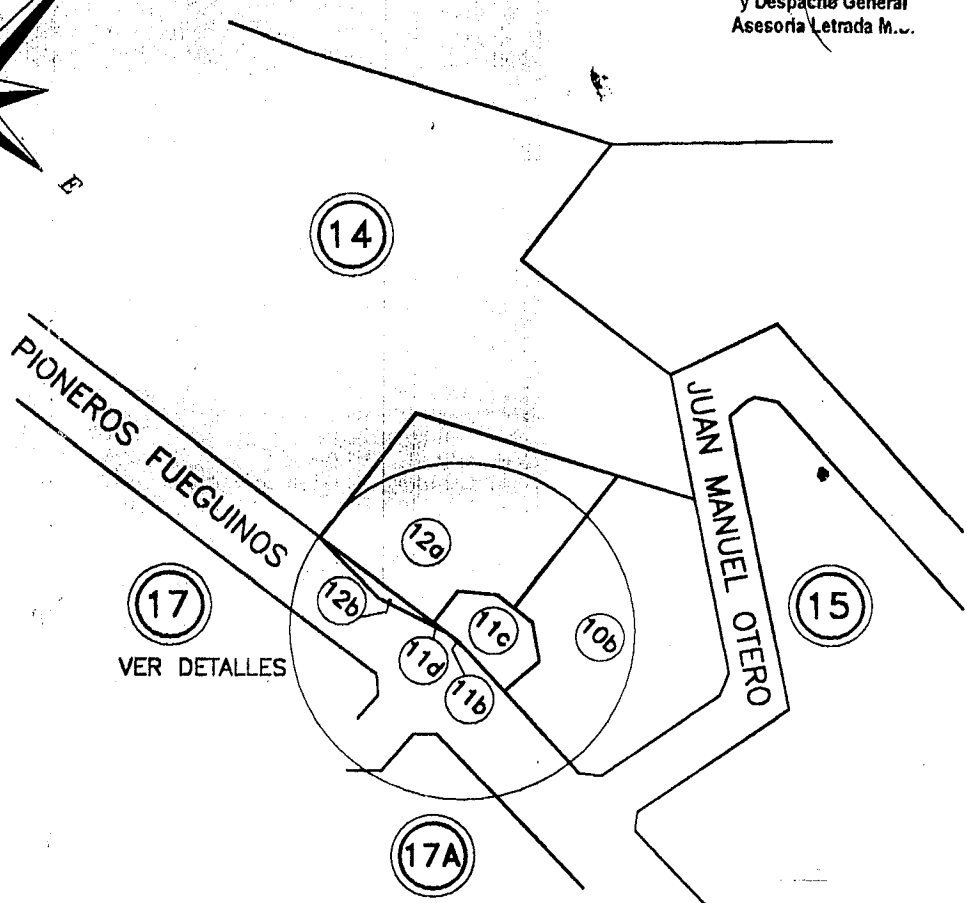 y Despacho General
Asesoria Letrada M.
E
14
PIONEROS FUEGUINOS
JUAN MANUEL OTERO
12a
12b
17
11c
10b
15
VER DETALLES
11d
11b
17A